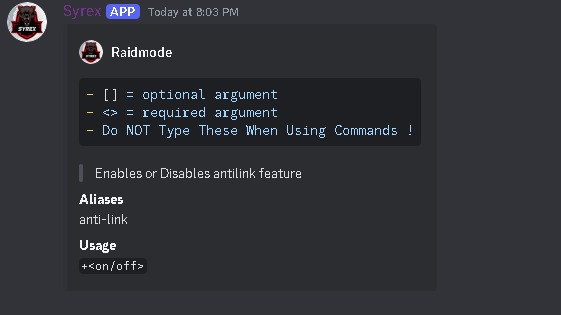 Syrex APP Today at 8:03 PM
SYREX
Raidmode
- [] = optional argument
- <> = required argument
- Do NOT Type These When Using Commands !
Enables or Disables antilink feature
Aliases
anti-link
Usage
+<on/off>